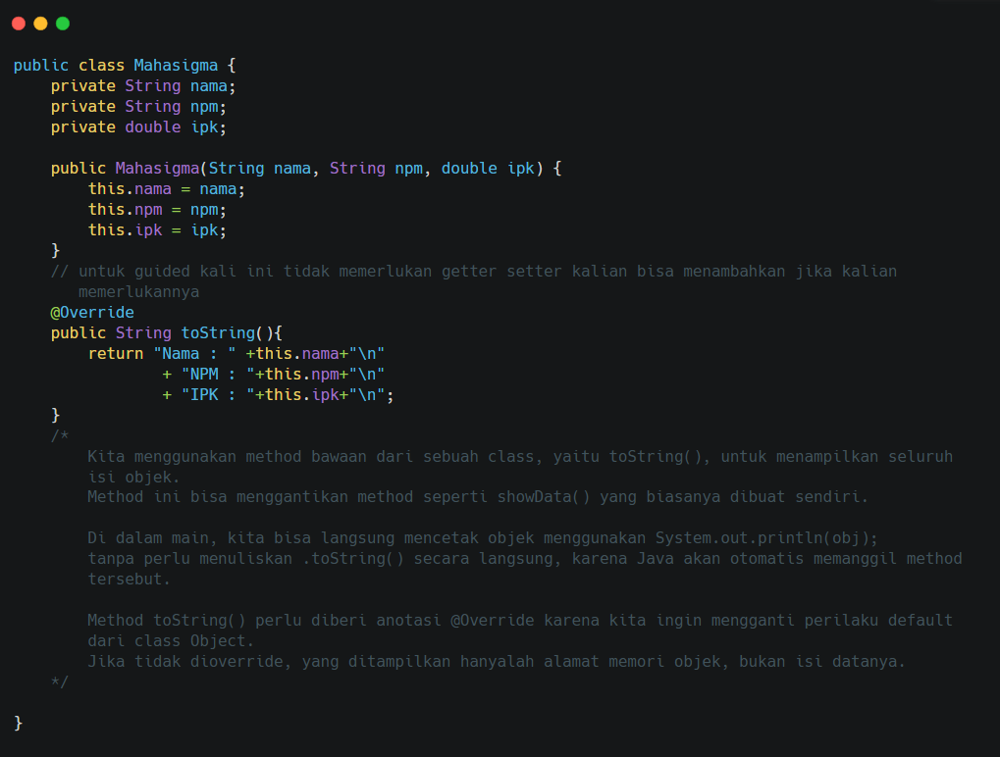 public class Mahasigma {
    private String nama;
    private String npm;
    private double ipk;

    public Mahasigma(String nama, String npm, double ipk) {
        this.nama = nama;
        this.npm = npm;
        this.ipk = ipk;
    }
    // untuk guided kali ini tidak memerlukan getter setter kalian bisa menambahkan jika kalian
       memerlukannya
    @Override
    public String toString(){
        return "Nama : " +this.nama+"\n"
                + "NPM : "+this.npm+"\n"
                + "IPK : "+this.ipk+"\n";
    }
    /*
        Kita menggunakan method bawaan dari sebuah class, yaitu toString(), untuk menampilkan seluruh
        isi objek.
        Method ini bisa menggantikan method seperti showData() yang biasanya dibuat sendiri.

        Di dalam main, kita bisa langsung mencetak objek menggunakan System.out.println(obj);
        tanpa perlu menuliskan .toString() secara langsung, karena Java akan otomatis memanggil method
        tersebut.

        Method toString() perlu diberi anotasi @Override karena kita ingin mengganti perilaku default
        dari class Object.
        Jika tidak dioverride, yang ditampilkan hanyalah alamat memori objek, bukan isi datanya.
    */

}